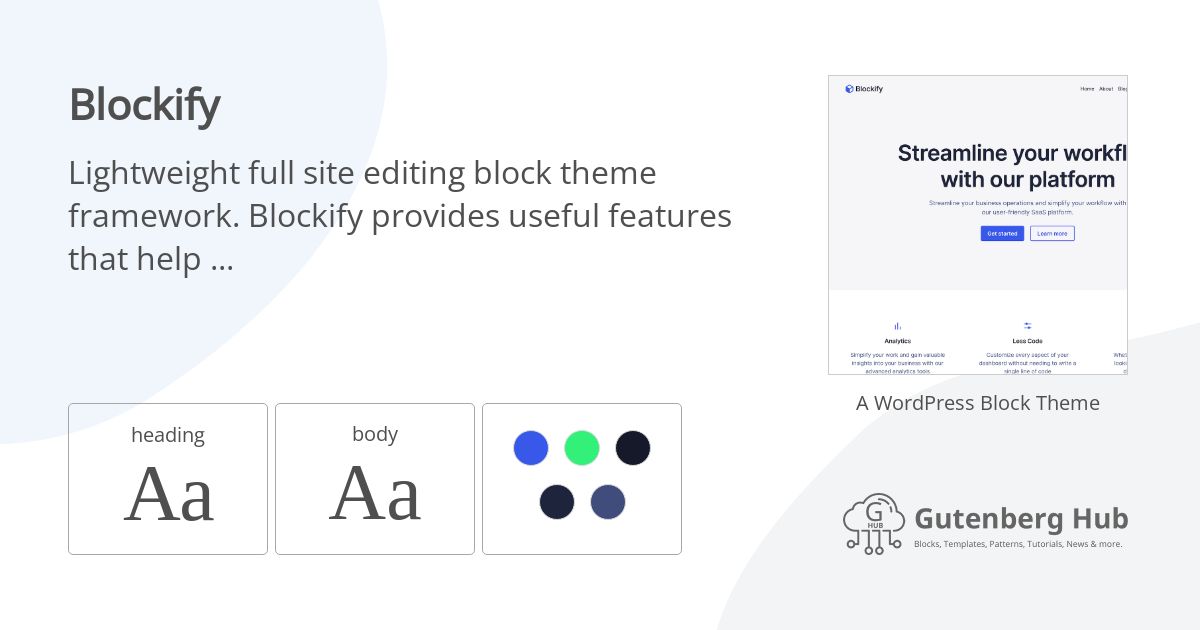 Blockify
Lightweight full site editing block theme
framework. Blockify provides useful features
that help ...
heading
Aa
body
Aa
Blockify
Home About Blog
Streamline your workfl
with our platform
Streamline your business operations and simplify your workflow with
our user-friendly SaaS platform.
Get started
Learn more
Analytics
Simplify your work and gain valuable
insights into your business with our
advanced analytics tools.
Less Code
Customize every aspect of your
dashboard without needing to write a
single line of code.
A WordPress Block Theme
G
HUB
Gutenberg Hub
Blocks, Templates, Patterns, Tutorials, News & more.